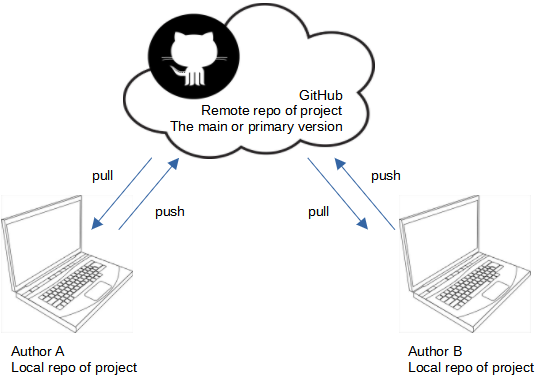 GitHub
Remote repo of project
The main or primary version
pull
push
push
pull
Author A
Local repo of project
Author B
Local repo of project